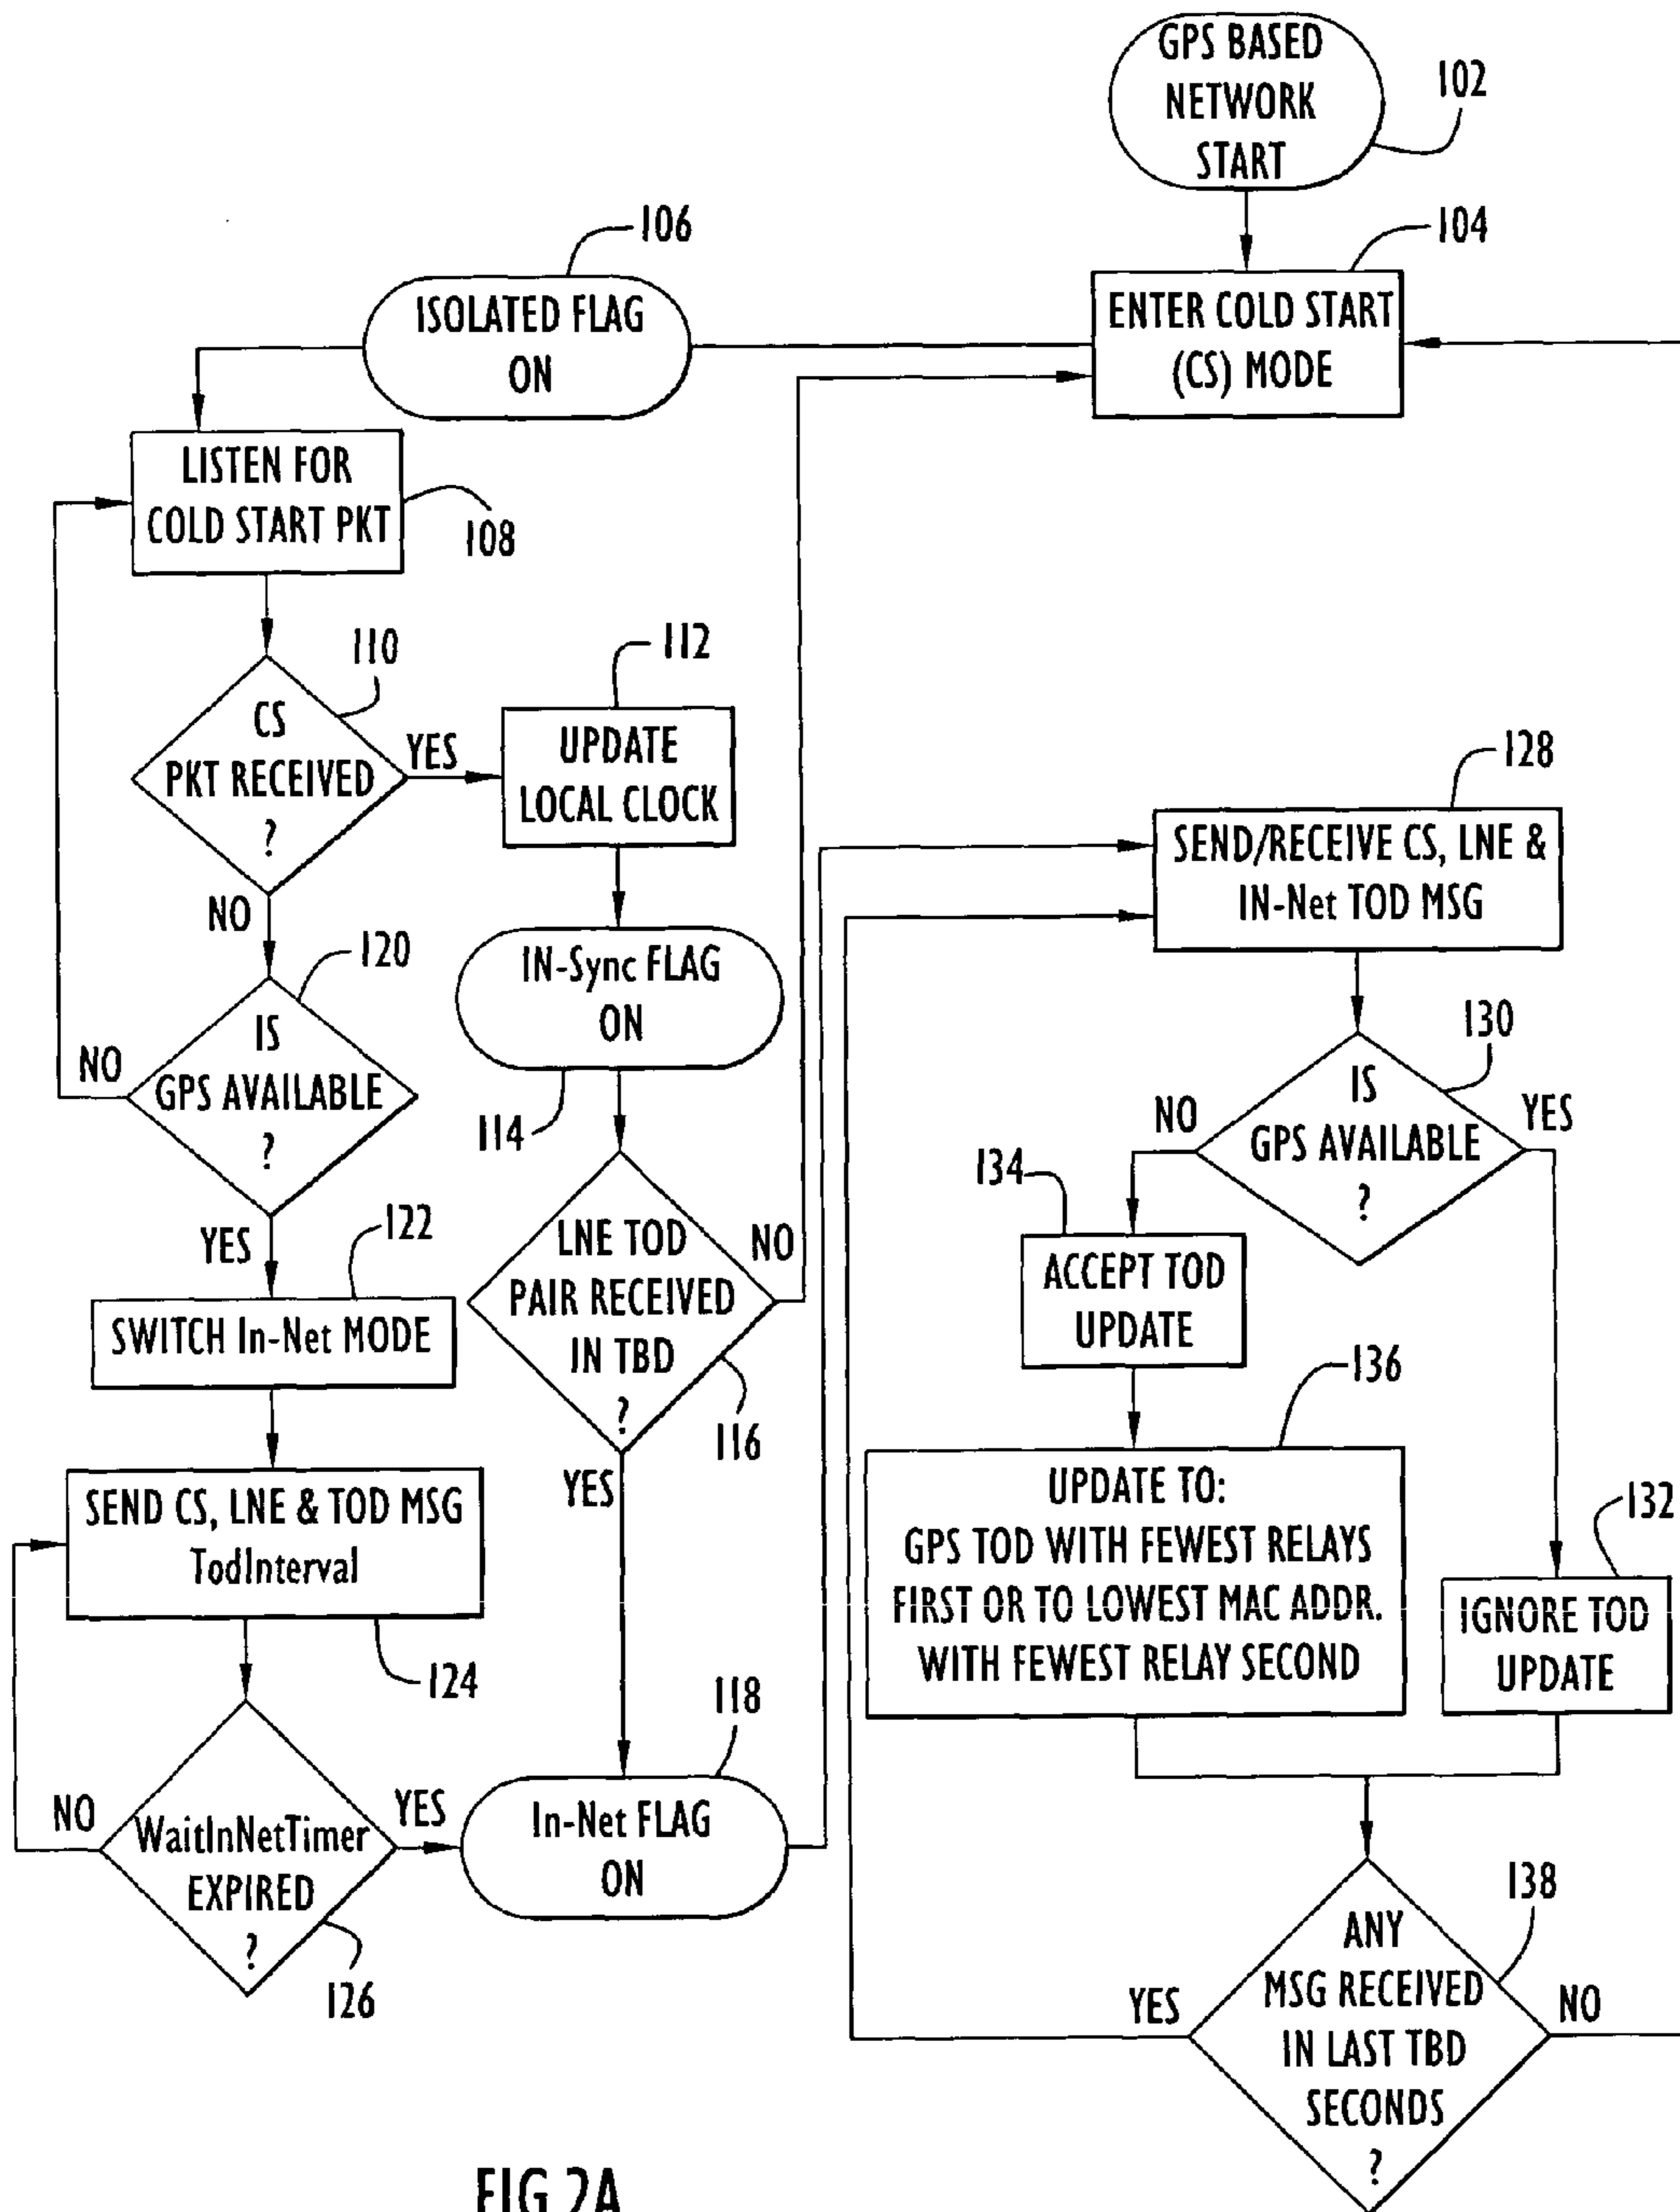 GPS BASED
NETWORK
START
102
104
ENTER COLD START
(CS) MODE
106
ISOLATED FLAG
ON
LISTEN FOR
COLD START PKT
108
110
CS
PKT RECEIVED
?
YES
NO
112
UPDATE
LOCAL CLOCK
IN-Sync FLAG
ON
114
120
IS
GPS AVAILABLE
?
NO
YES
LNE TOD
PAIR RECEIVED
IN TBD
?
NO
YES
116
122
SWITCH In-Net MODE
SEND CS, LNE & TOD MSG
TodInterval
124
WaitInNetTimer
EXPIRED
?
NO
YES
126
118
In-Net FLAG
ON
128
SEND/RECEIVE CS, LNE &
IN-Net TOD MSG
130
IS
GPS AVAILABLE
?
NO
YES
134
ACCEPT TOD
UPDATE
136
UPDATE TO:
GPS TOD WITH FEWEST RELAYS
FIRST OR TO LOWEST MAC ADDR.
WITH FEWEST RELAY SECOND
132
IGNORE TOD
UPDATE
138
ANY
MSG RECEIVED
IN LAST TBD
SECONDS
?
YES
NO
FIG.2A